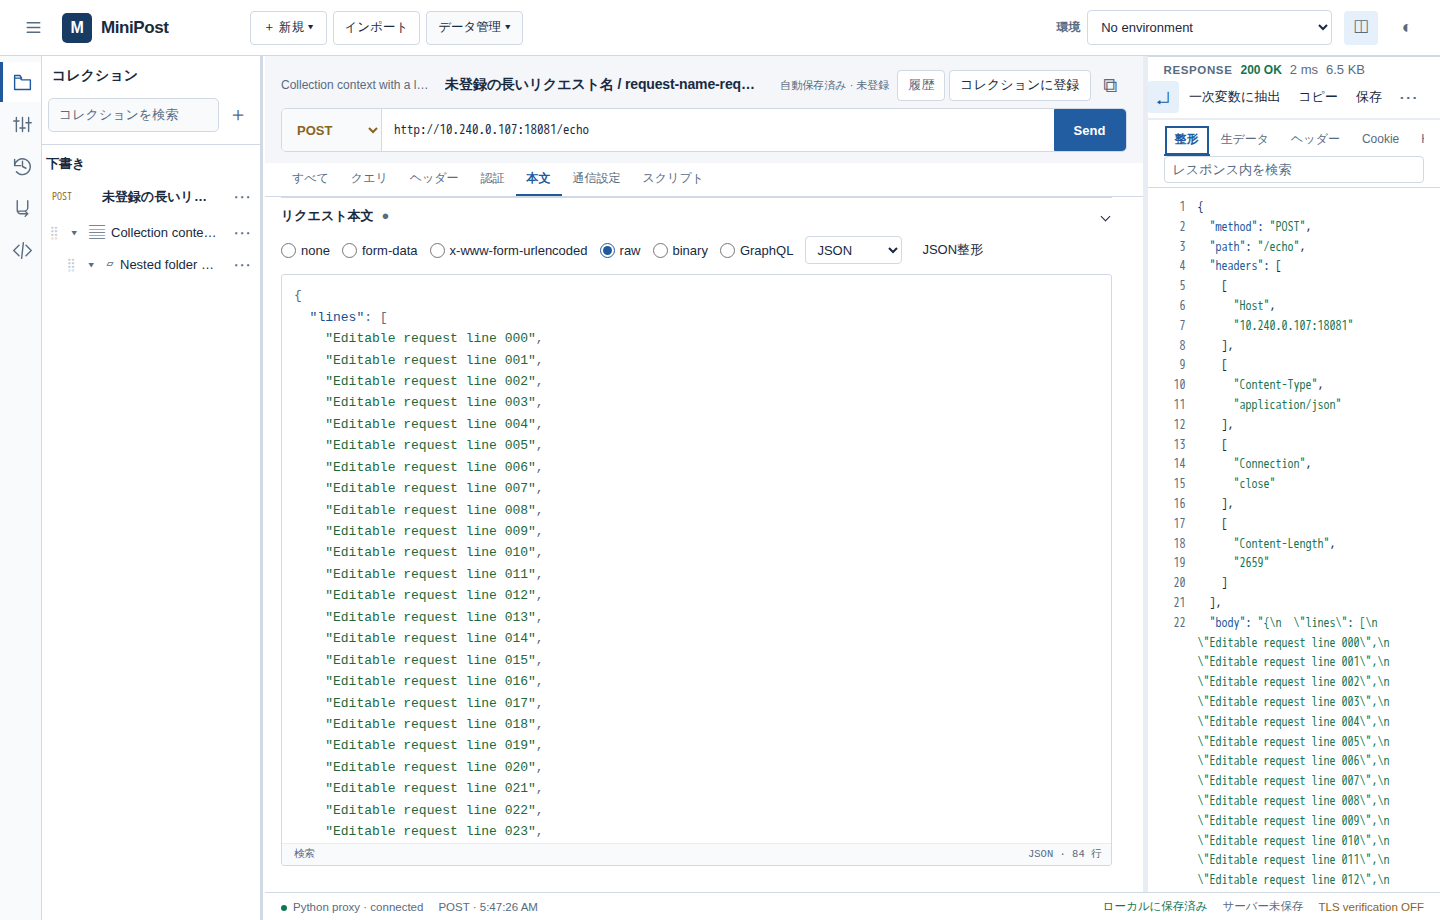 M MiniPost ＋ 新規 ▾ インポート データ管理 ▾ 環境 No environment
コレクション
コレクションを検索 ＋
下書き
POST 未登録の長いリ… ···
▾ Collection conte… ···
▾ Nested folder … ···
Collection context with a l… 未登録の長いリクエスト名 / request-name-req… 自動保存済み · 未登録 履歴 コレクションに登録
POST http://10.240.0.107:18081/echo Send
すべて クエリ ヘッダー 認証 本文 通信設定 スクリプト
リクエスト本文 ●
none form-data x-www-form-urlencoded raw binary GraphQL JSON JSON整形
{
"lines": [
"Editable request line 000",
"Editable request line 001",
"Editable request line 002",
"Editable request line 003",
"Editable request line 004",
"Editable request line 005",
"Editable request line 006",
"Editable request line 007",
"Editable request line 008",
"Editable request line 009",
"Editable request line 010",
"Editable request line 011",
"Editable request line 012",
"Editable request line 013",
"Editable request line 014",
"Editable request line 015",
"Editable request line 016",
"Editable request line 017",
"Editable request line 018",
"Editable request line 019",
"Editable request line 020",
"Editable request line 021",
"Editable request line 022",
"Editable request line 023",
検索 JSON · 84 行
RESPONSE 200 OK 2 ms 6.5 KB
一次変数に抽出 コピー 保存 ···
整形 生データ ヘッダー Cookie
レスポンス内を検索
1 {
2 "method": "POST",
3 "path": "/echo",
4 "headers": [
5 [
6 "Host",
7 "10.240.0.107:18081"
8 ],
9 [
10 "Content-Type",
11 "application/json"
12 ],
13 [
14 "Connection",
15 "close"
16 ],
17 [
18 "Content-Length",
19 "2659"
20 ]
21 ],
22 "body": "{\n  \"lines\": [\n
\"Editable request line 000\",\n
\"Editable request line 001\",\n
\"Editable request line 002\",\n
\"Editable request line 003\",\n
\"Editable request line 004\",\n
\"Editable request line 005\",\n
\"Editable request line 006\",\n
\"Editable request line 007\",\n
\"Editable request line 008\",\n
\"Editable request line 009\",\n
\"Editable request line 010\",\n
\"Editable request line 011\",\n
\"Editable request line 012\",\n
● Python proxy · connected POST · 5:47:26 AM ローカルに保存済み サーバー未保存 TLS verification OFF